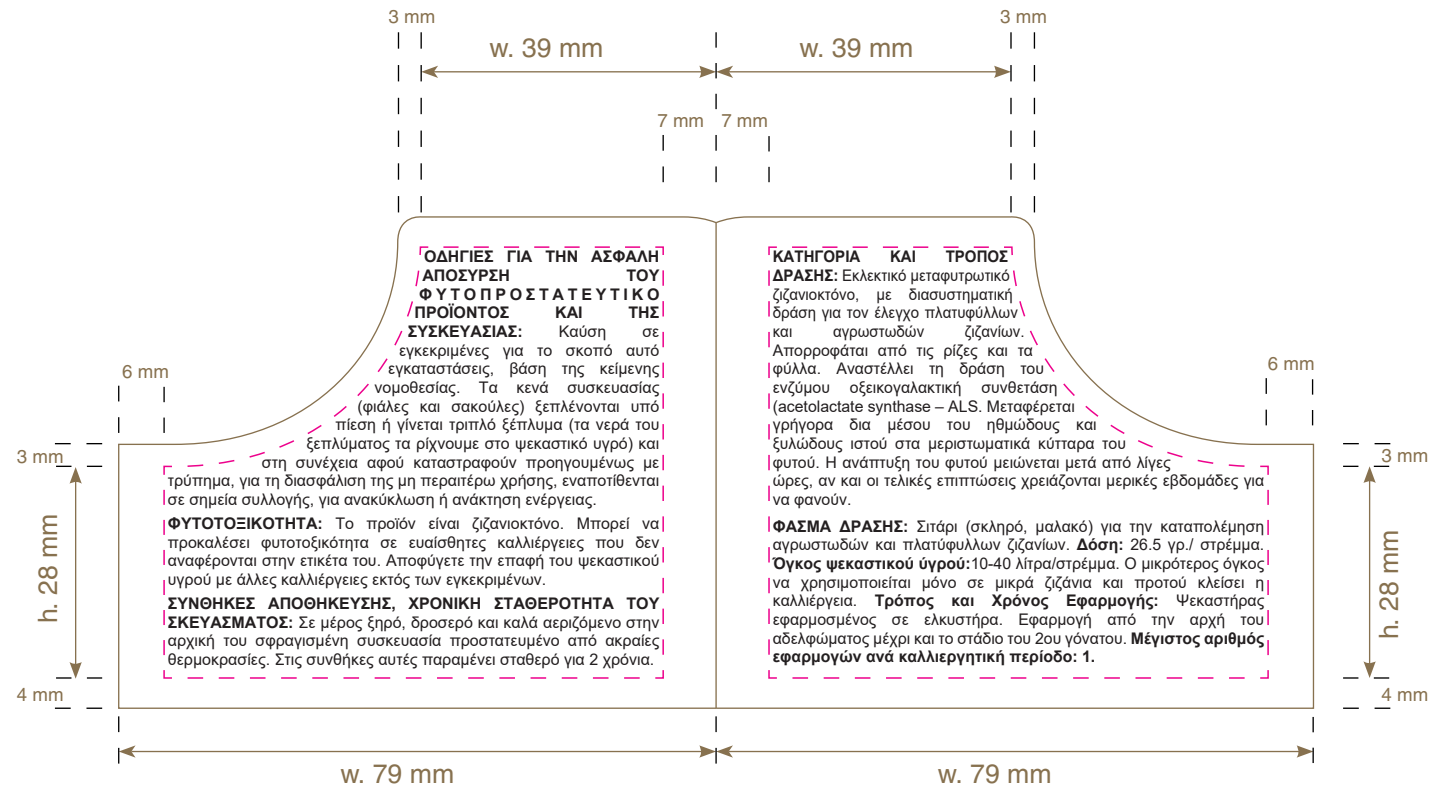 3 mm
3 mm
w. 39 mm
w. 39 mm
7 mm
7 mm
ΟΔΗΓΙΕΣ ΓΙΑ ΤΗΝ ΑΣΦΑΛΗ
ΑΠΟΣΥΡΣΗ ΤΟΥ
ΦΥΤΟΠΡΟΣΤΑΤΕΥΤΙΚΟ
ΠΡΟΪΟΝΤΟΣ ΚΑΙ ΤΗΣ
ΣΥΣΚΕΥΑΣΙΑΣ: Καύση σε
εγκεκριμένες για το σκοπό αυτό
εγκαταστάσεις, βάση της κείμενης
νομοθεσίας. Τα κενά συσκευασίας
(φιάλες και σακούλες) ξεπλένονται υπό
πίεση ή γίνεται τριπλό ξέπλυμα (τα νερά του
ξεπλύματος τα ρίχνουμε στο ψεκαστικό υγρό) και
στη συνέχεια αφού καταστραφούν προηγουμένως με
τρύπημα, για τη διασφάλιση της μη περαιτέρω χρήσης, εναποτίθενται
σε σημεία συλλογής, για ανακύκλωση ή ανάκτηση ενέργειας.
ΦΥΤΟΤΟΞΙΚΟΤΗΤΑ: Το προϊόν είναι ζιζανιοκτόνο. Μπορεί να
προκαλέσει φυτοτοξικότητα σε ευαίσθητες καλλιέργειες που δεν
αναφέρονται στην ετικέτα του. Αποφύγετε την επαφή του ψεκαστικού
υγρού με άλλες καλλιέργειες εκτός των εγκεκριμένων.
ΣΥΝΘΗΚΕΣ ΑΠΟΘΗΚΕΥΣΗΣ, ΧΡΟΝΙΚΗ ΣΤΑΘΕΡΟΤΗΤΑ ΤΟΥ
ΣΚΕΥΑΣΜΑΤΟΣ: Σε μέρος ξηρό, δροσερό και καλά αεριζόμενο στην
αρχική του σφραγισμένη συσκευασία προστατευμένο από ακραίες
θερμοκρασίες. Στις συνθήκες αυτές παραμένει σταθερό για 2 χρόνια.
ΚΑΤΗΓΟΡΙΑ ΚΑΙ ΤΡΟΠΟΣ
ΔΡΑΣΗΣ: Εκλεκτικό μεταφυτρωτικό
ζιζανιοκτόνο, με διασυστηματική
δράση για τον έλεγχο πλατυφύλλων
και αγρωστωδών ζιζανίων.
Απορροφάται από τις ρίζες και τα
φύλλα. Αναστέλλει τη δράση του
ενζύμου οξεικογαλακτική συνθετάση
(acetolactate synthase – ALS. Μεταφέρεται
γρήγορα δια μέσου του ηθμώδους και
ξυλώδους ιστού στα μεριστωματικά κύτταρα του
φυτού. Η ανάπτυξη του φυτού μειώνεται μετά από λίγες
ώρες, αν και οι τελικές επιπτώσεις χρειάζονται μερικές εβδομάδες για
να φανούν.
ΦΑΣΜΑ ΔΡΑΣΗΣ: Σιτάρι (σκληρό, μαλακό) για την καταπολέμηση
αγρωστωδών και πλατύφυλλων ζιζανίων. Δόση: 26.5 γρ./ στρέμμα.
Όγκος ψεκαστικού ύγρού:10-40 λίτρα/στρέμμα. Ο μικρότερος όγκος
να χρησιμοποιείται μόνο σε μικρά ζιζάνια και προτού κλείσει η
καλλιέργεια. Τρόπος και Χρόνος Εφαρμογής: Ψεκαστήρας
εφαρμοσμένος σε ελκυστήρα. Εφαρμογή από την αρχή του
αδελφώματος μέχρι και το στάδιο του 2ου γόνατου. Μέγιστος αριθμός
εφαρμογών ανά καλλιεργητική περίοδο: 1.
6 mm
6 mm
3 mm
3 mm
h. 28 mm
h. 28 mm
4 mm
4 mm
w. 79 mm
w. 79 mm